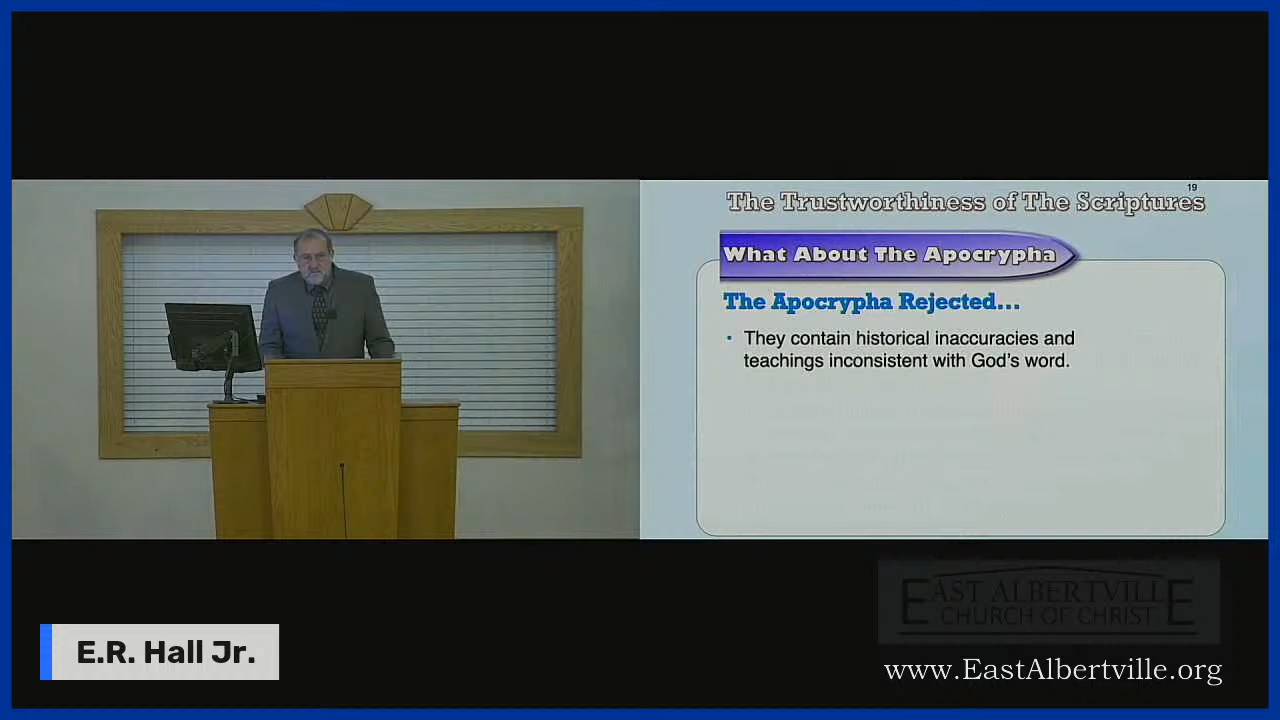 19
The Trustworthiness of The Scriptures
What About The Apocrypha
The Apocrypha Rejected...
• They contain historical inaccuracies and
teachings inconsistent with God's word.
EAST ALBERTVILLE
CHURCH OF CHRIST
E.R. Hall Jr.
www.EastAlbertville.org